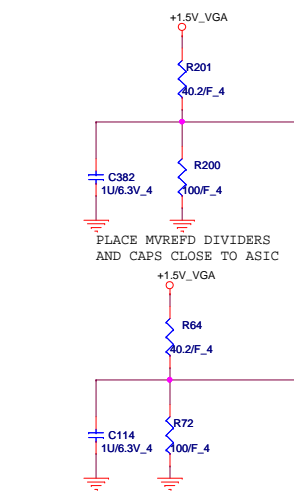 +1.5V_VGA
R201
40.2/F_4
R200
C382
1U/6.3V_4
100/F_4
PLACE MVREFD DIVIDERS
AND CAPS CLOSE TO ASIC
+1.5V_VGA
R64
40.2/F_4
R72
C114
1U/6.3V_4
100/F_4